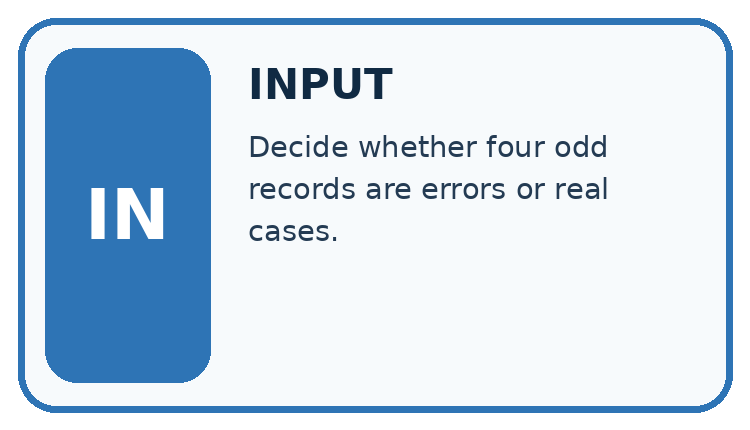 IN
INPUT
Decide whether four odd
records are errors or real
cases.